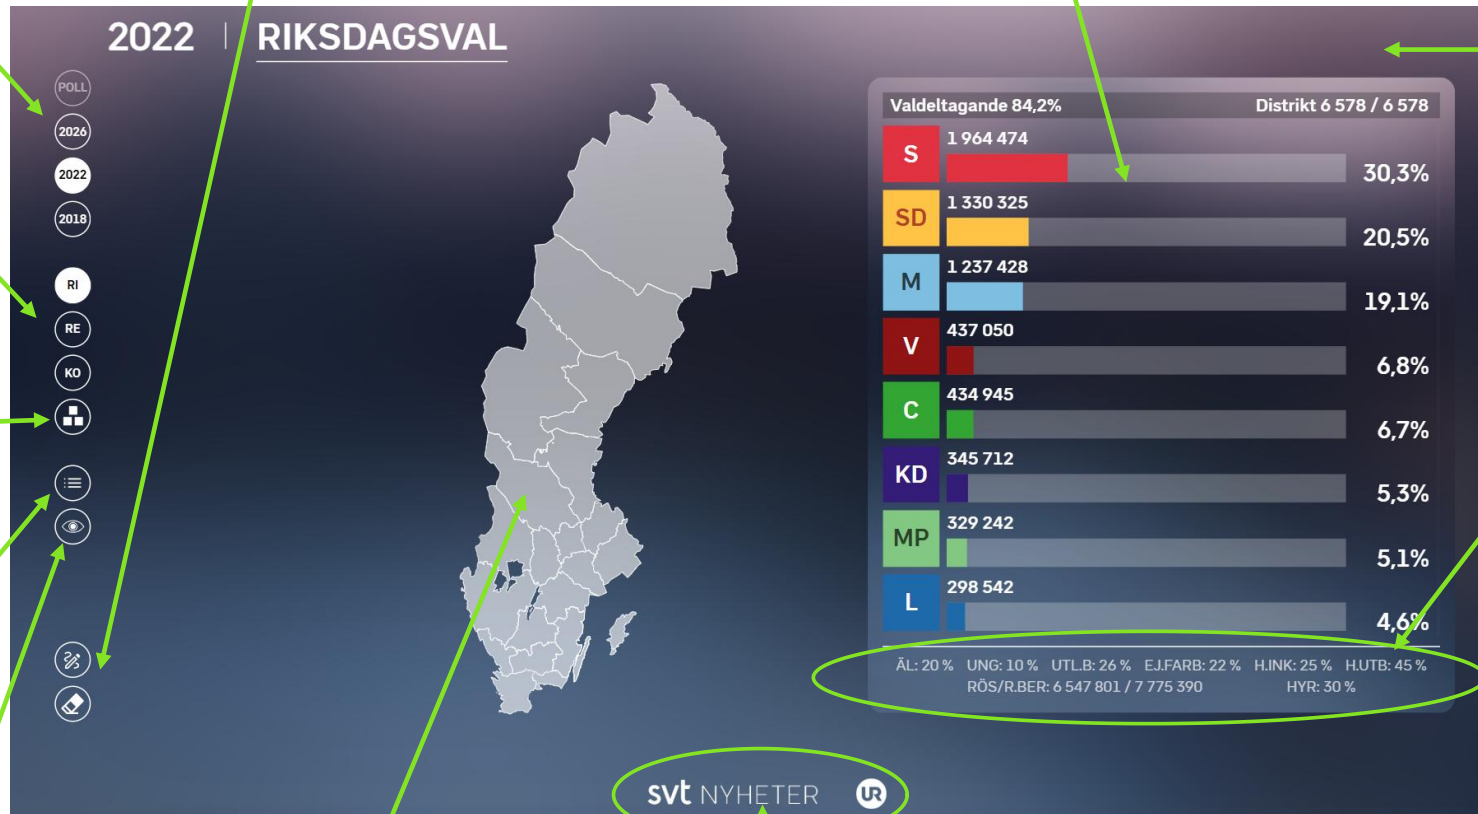 2022 | RIKSDAGSVAL
POLL
2026
2022
2018
RI
RE
KO
Valdeltagande 84,2% Distrikt 6 578 / 6 578
S 1 964 474 30,3%
SD 1 330 325 20,5%
M 1 237 428 19,1%
V 437 050 6,8%
C 434 945 6,7%
KD 345 712 5,3%
MP 329 242 5,1%
L 298 542 4,6%
ÄL: 20 % UNG: 10 % UTL.B: 26 % EJ.FARB: 22 % H.INK: 25 % H.UTB: 45 %
RÖS/R.BER: 6 547 801 / 7 775 390 HYR: 30 %
svt NYHETER UR